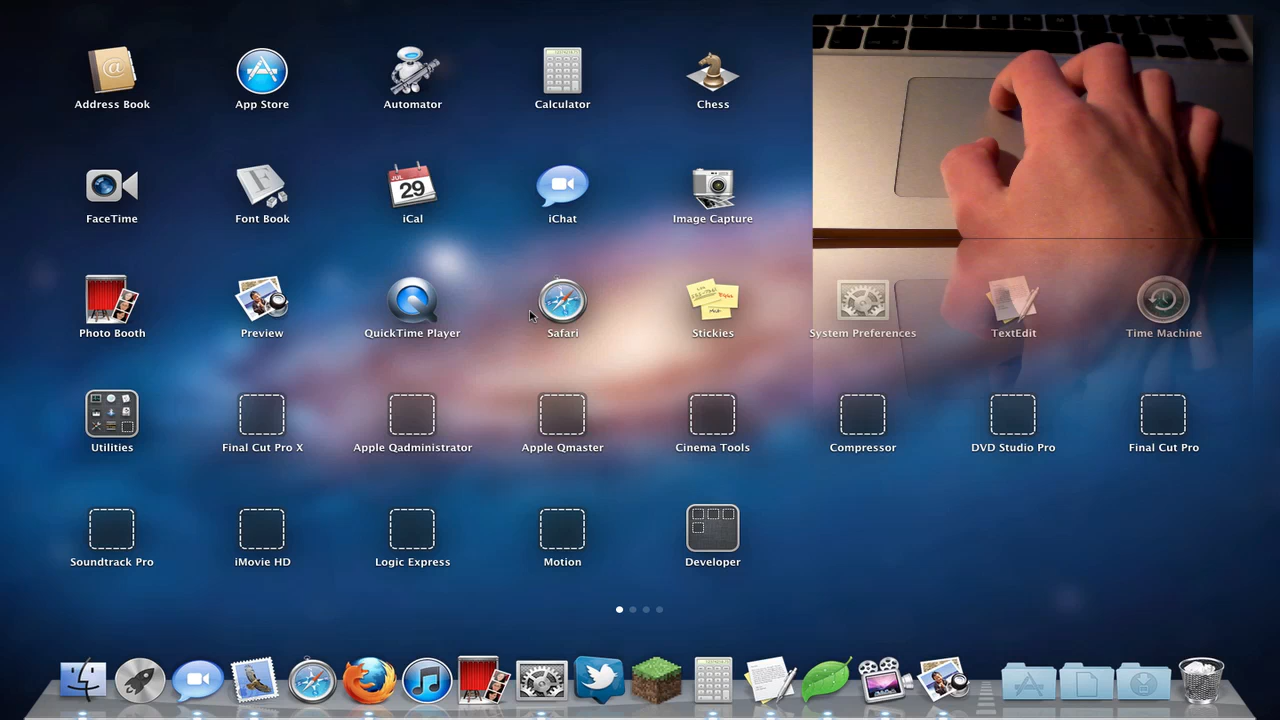 Address Book App Store Automator Calculator Chess
FaceTime Font Book iCal iChat Image Capture
JUL
29
Photo Booth Preview QuickTime Player Safari Stickies System Preferences TextEdit Time Machine
Utilities Final Cut Pro X Apple Qadministrator Apple Qmaster Cinema Tools Compressor DVD Studio Pro Final Cut Pro
Soundtrack Pro iMovie HD Logic Express Motion Developer